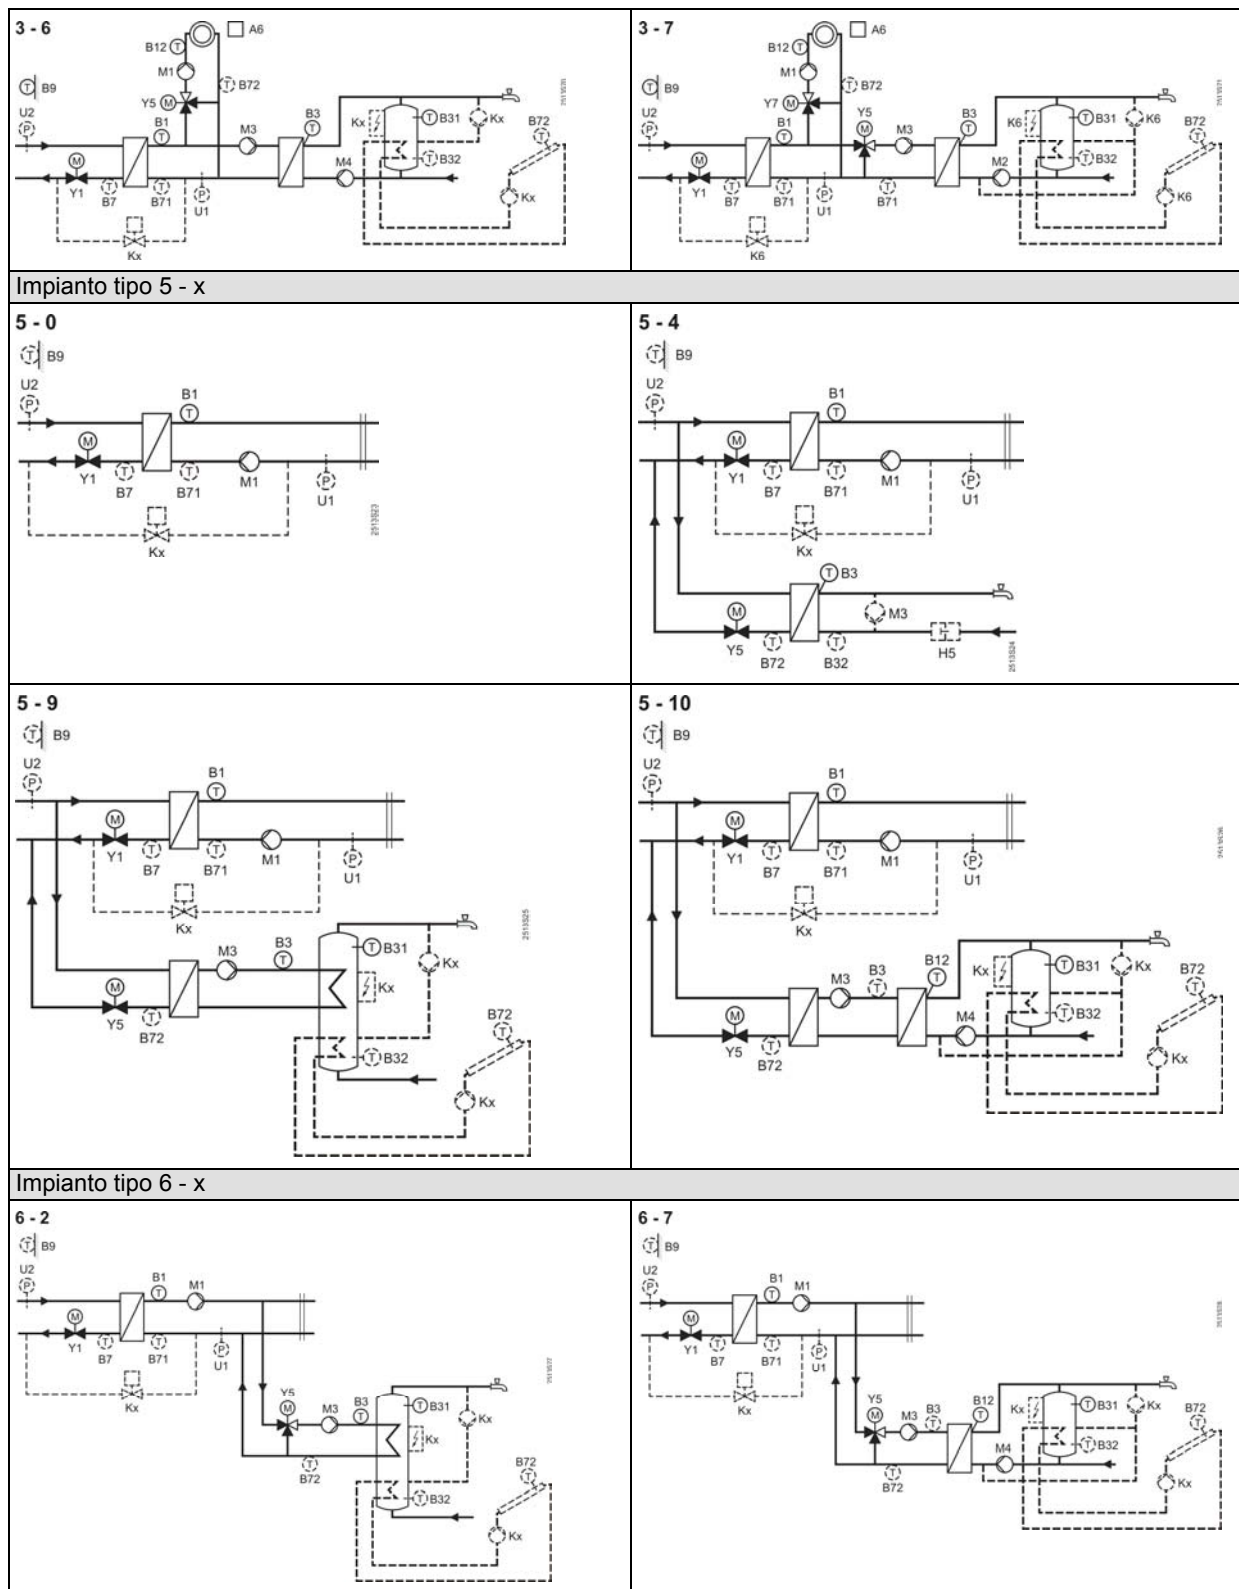 3 - 6
A6
B12
M1
B9
B72
U2
P
Y5
M
B1
M3
B3
Kx
B31
Kx
B72
T
M4
B32
Kx
Y1
B7
B71
U1
Kx
3 - 7
A6
B12
M1
B9
B72
U2
P
Y7
M
Y5
B1
M3
B3
K6
B31
K6
B72
T
M2
B32
K6
Y1
B7
B71
U1
B71
K6
Impianto tipo 5 - x
5 - 0
T B9
U2
P
B1
T
M
Y1
T
B7
T
B71
M1
P
U1
Kx
2513S23
5 - 4
T B9
U2
P
B1
T
M
Y1
T
B7
T
B71
M1
P
U1
Kx
T B3
M
Y5
T
B72
T
B32
M3
H5
2513S24
5 - 9
T B9
U2
P
B1
T
M
Y1
T
B7
T
B71
M1
P
U1
Kx
2513S25
M3
B3
T
T B31
Kx
Kx
M
Y5
T
B72
T B32
B72
T
Kx
5 - 10
T B9
U2
P
B1
T
M
Y1
T
B7
T
B71
M1
P
U1
Kx
M3
B3
T
B12
T
Kx
T B31
Kx
B72
T
M
Y5
T
B72
M4
T B32
Kx
Impianto tipo 6 - x
6 - 2
T B9
U2
P
B1
T
M1
M
Y1
T
B7
T
B71
P
U1
Kx
Y5
M
M3
B3
T
T B31
Kx
Kx
T
B72
T B32
B72
T
Kx
6 - 7
T B9
U2
P
B1
T
M1
M
Y1
T
B7
T
B71
P
U1
Kx
Y5
M
M3
B3
T
B12
T
Kx
T B31
Kx
B72
T
M4
T B32
Kx
T
B72